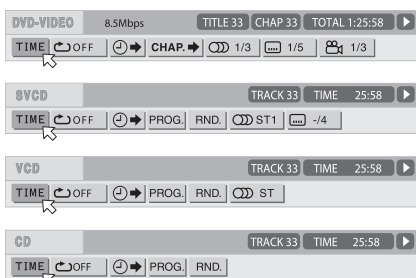 DVD-VIDEO 8.5Mbps TITLE 33 CHAP 33 TOTAL 1:25:58
TIME OFF CHAP. 1/3 1/5 1/3
SVCD TRACK 33 TIME 25:58
TIME OFF PROG. RND. ST1 -/4
VCD TRACK 33 TIME 25:58
TIME OFF PROG. RND. ST
CD TRACK 33 TIME 25:58
TIME OFF PROG. RND.